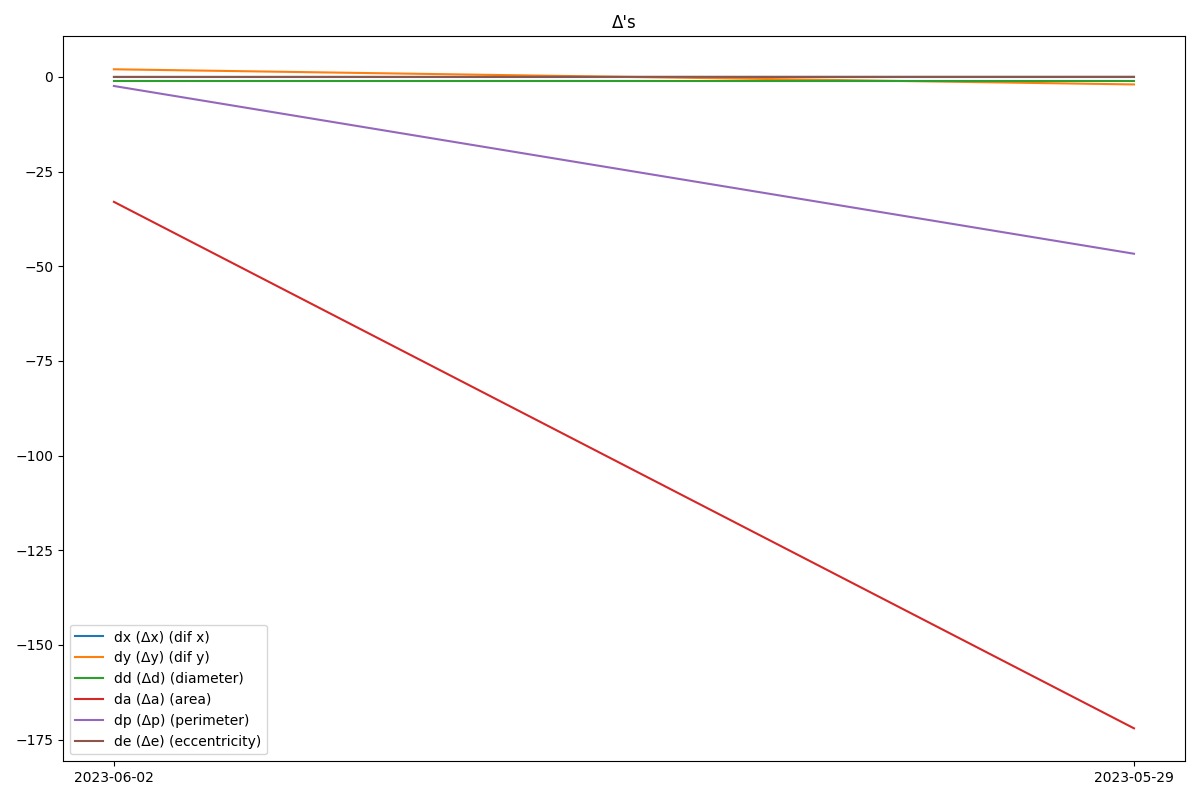 Δ's
0
−25
−50
−75
−100
−125
−150
−175
dx (Δx) (dif x)
dy (Δy) (dif y)
dd (Δd) (diameter)
da (Δa) (area)
dp (Δp) (perimeter)
de (Δe) (eccentricity)
2023-06-02
2023-05-29